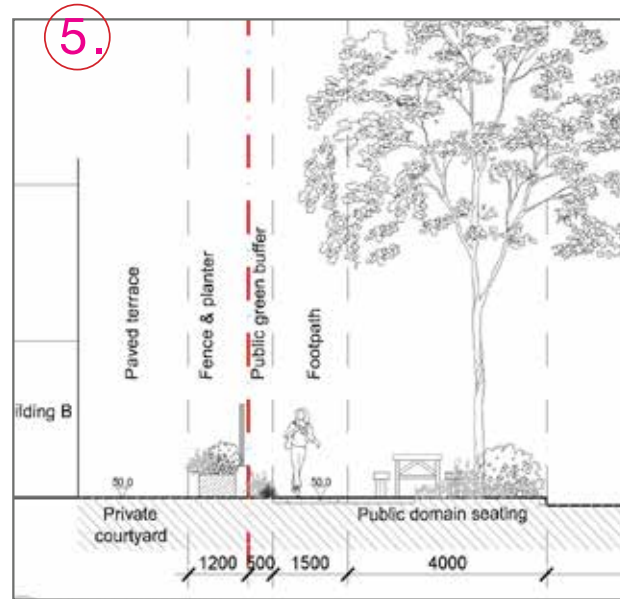 5.
Paved terrace
Fence & planter
Public green buffer
Footpath
ilding B
50,0
50,0
Private
courtyard
Public domain seating
1200
500
1500
4000